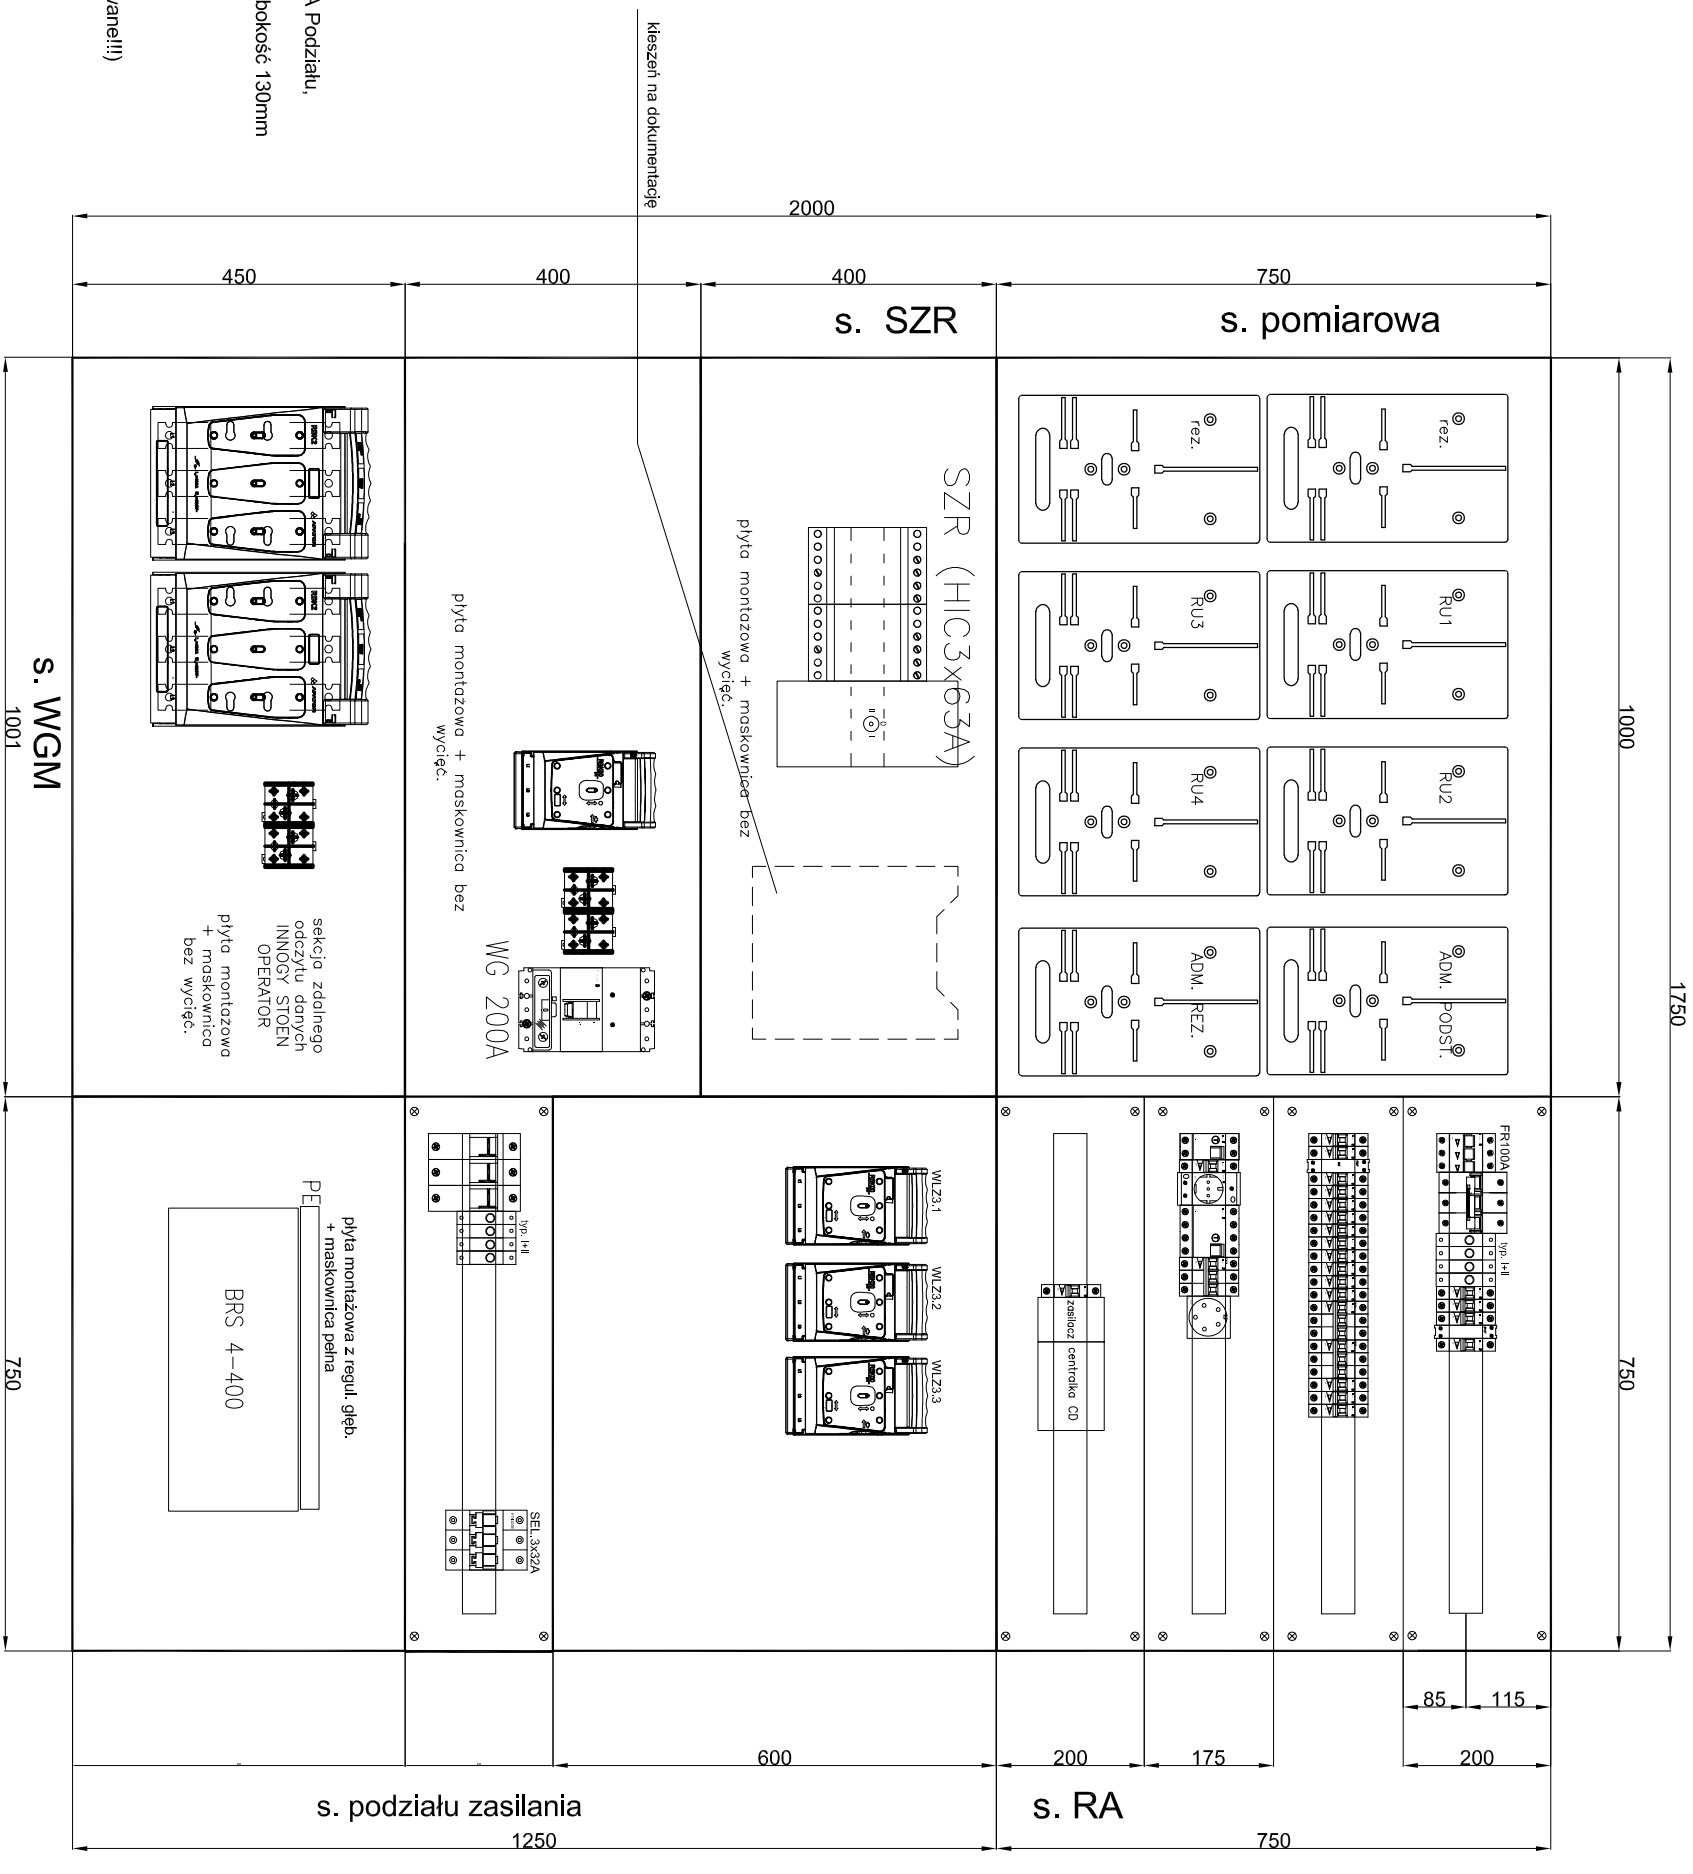 A Podziału,
bokość 130mm
wane!!!)
kieszeń na dokumentację
2000
450
400
400
750
s. SZR
s. pomiarowa
1000
750
1750
1001
750
s. WGM
rez.
rez.
RU3
RU1
RU4
RU2
ADM. REZ.
ADM. PODST.
SZR (HIC3x63A)
płyta montażowa + maskownica bez
wycięć.
II
0
I
płyta montażowa + maskownica bez
wycięć.
WG 200A
sekcja zdalnego
odczytu danych
INNOGY STOEN
OPERATOR
płyta montażowa
+ maskownica
bez wycięć.
FR100A
typ. I+II
zasilacz
centralka CD
WLZ3.1
WLZ3.2
WLZ3.3
typ. I+II
SEL.3x32A
PE
płyta montażowa z regul. głęb.
+ maskownica pełna
BRS 4-400
85
115
600
200
175
200
s. podziału zasilania
s. RA
1250
750